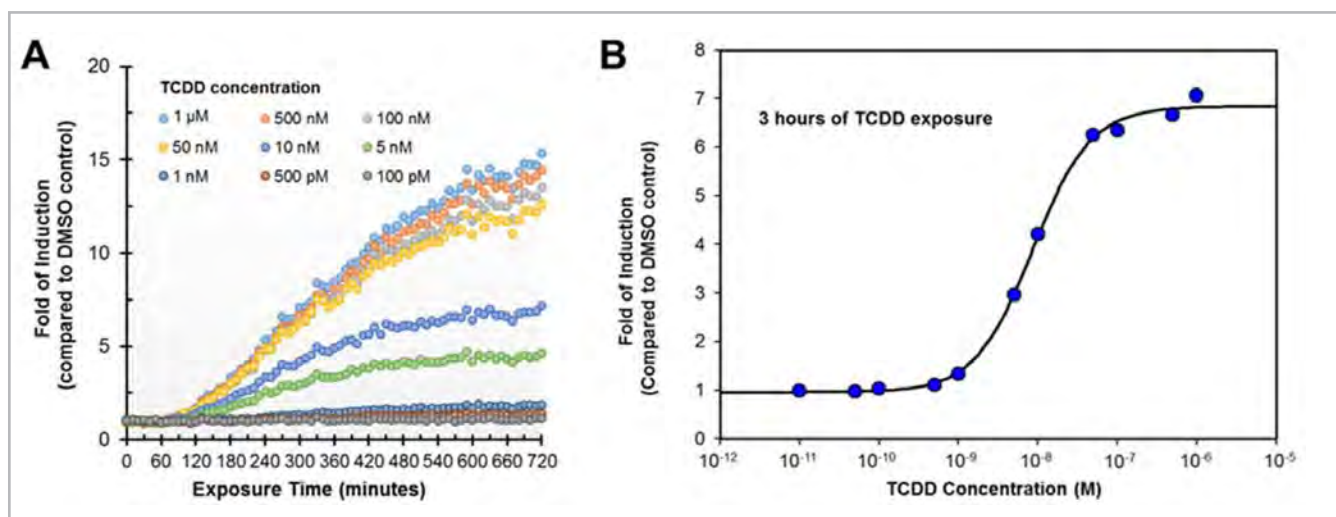 A
20
15
10
5
0
Fold of Induction
(compared to DMSO control)
TCDD concentration
1 µM 500 nM 100 nM
50 nM 10 nM 5 nM
1 nM 500 pM 100 pM
0 60 120 180 240 300 360 420 480 540 600 660 720
Exposure Time (minutes)
B
8
7
6
5
4
3
2
1
0
Fold of Induction
(Compared to DMSO control)
3 hours of TCDD exposure
10⁻¹² 10⁻¹¹ 10⁻¹⁰ 10⁻⁹ 10⁻⁸ 10⁻⁷ 10⁻⁶ 10⁻⁵
TCDD Concentration (M)